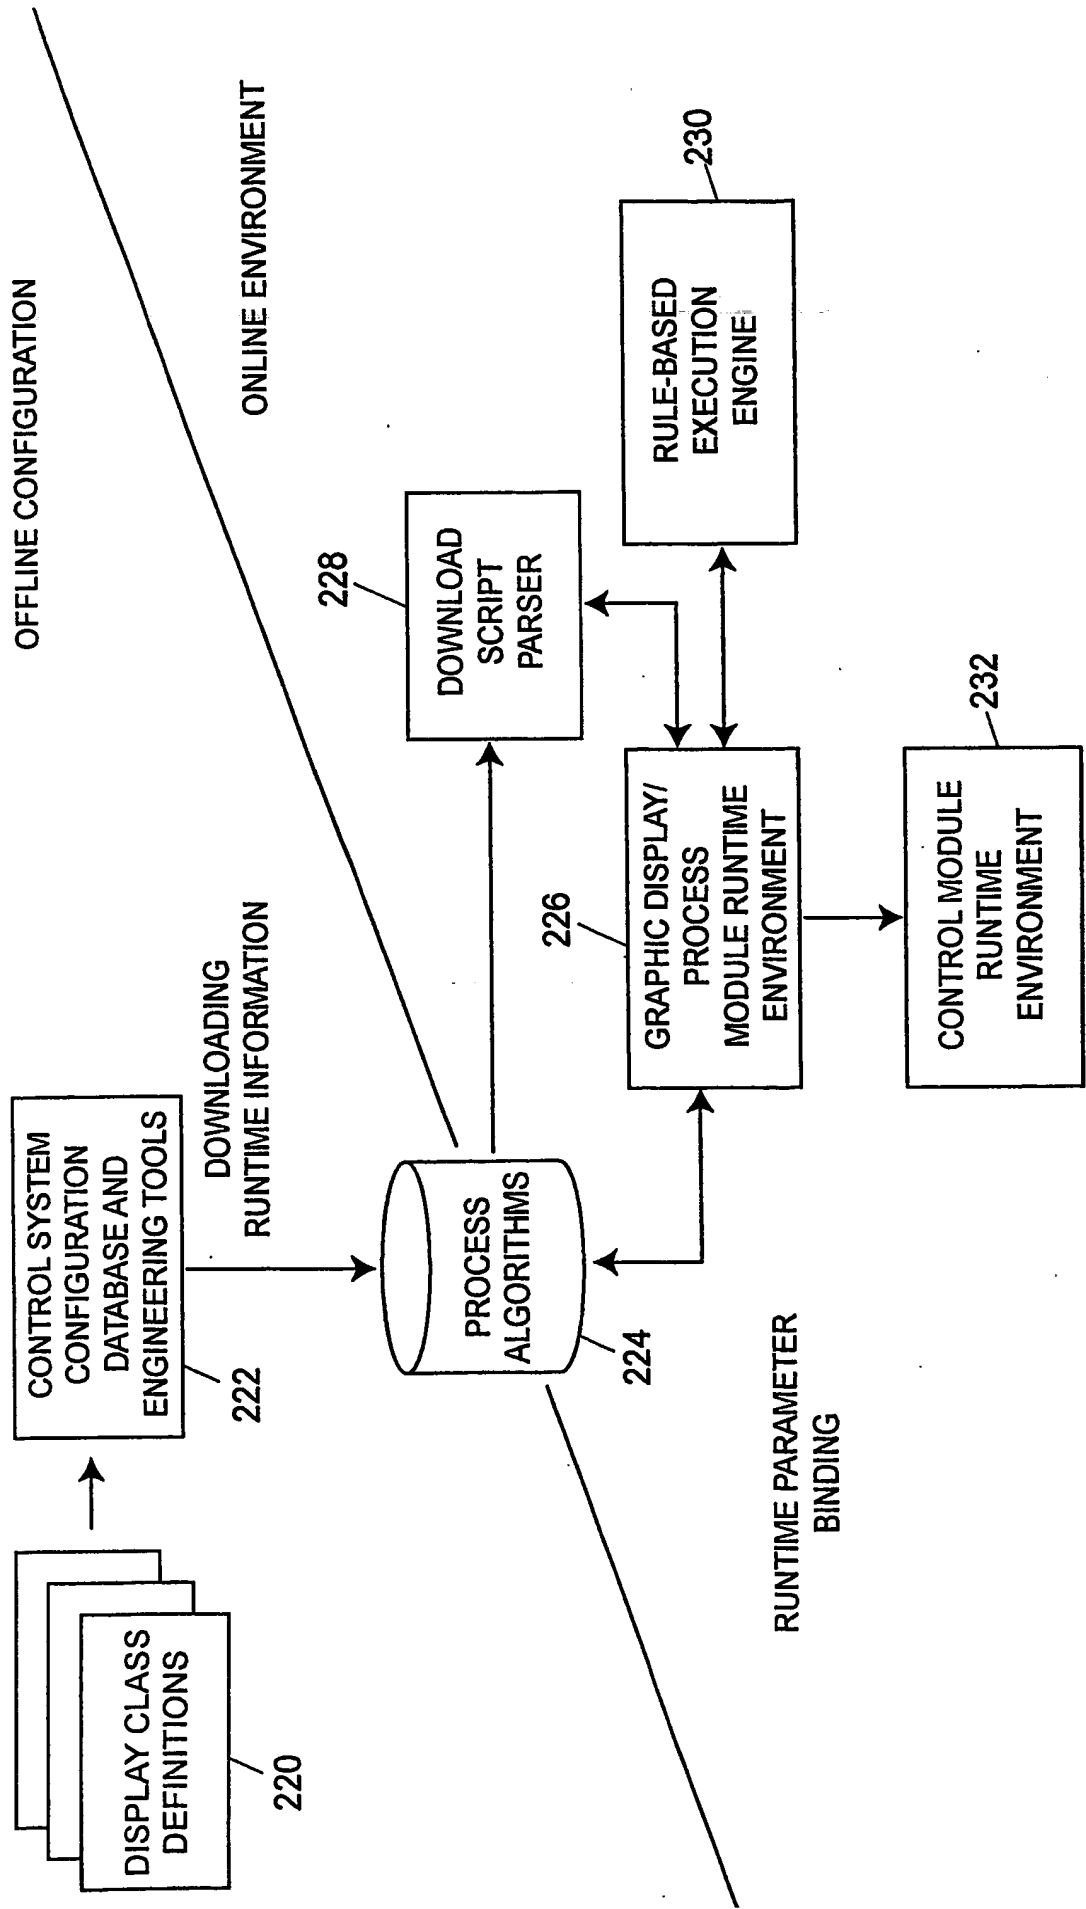 OFFLINE CONFIGURATION
DISPLAY CLASS
DEFINITIONS
220
CONTROL SYSTEM
CONFIGURATION
DATABASE AND
ENGINEERING TOOLS
222
DOWNLOADING
RUNTIME INFORMATION
ONLINE ENVIRONMENT
PROCESS
ALGORITHMS
224
228
DOWNLOAD
SCRIPT
PARSER
RUNTIME PARAMETER
BINDING
226
GRAPHIC DISPLAY/
PROCESS
MODULE RUNTIME
ENVIRONMENT
RULE-BASED
EXECUTION
ENGINE
230
CONTROL MODULE
RUNTIME
ENVIRONMENT
232